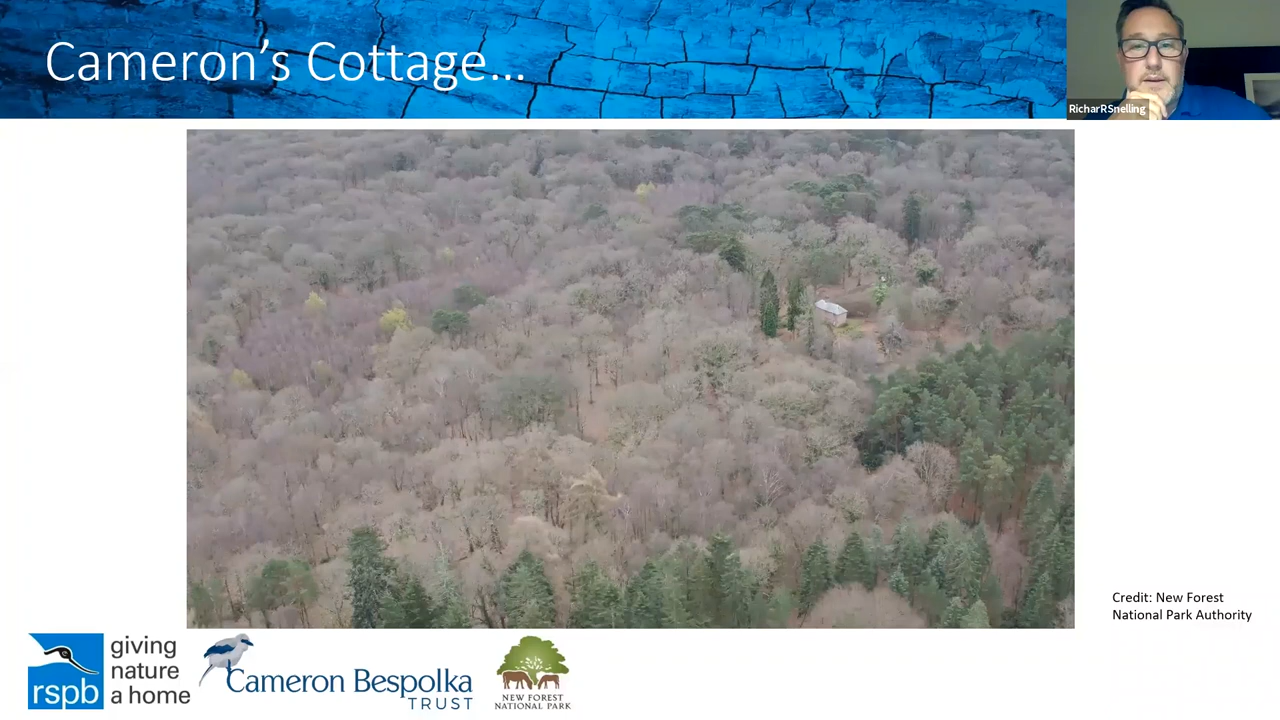 Cameron's Cottage...
RicharRSnelling
Credit: New Forest
National Park Authority
rspb
giving
nature
a home
Cameron Bespolka
TRUST
NEW FOREST
NATIONAL PARK